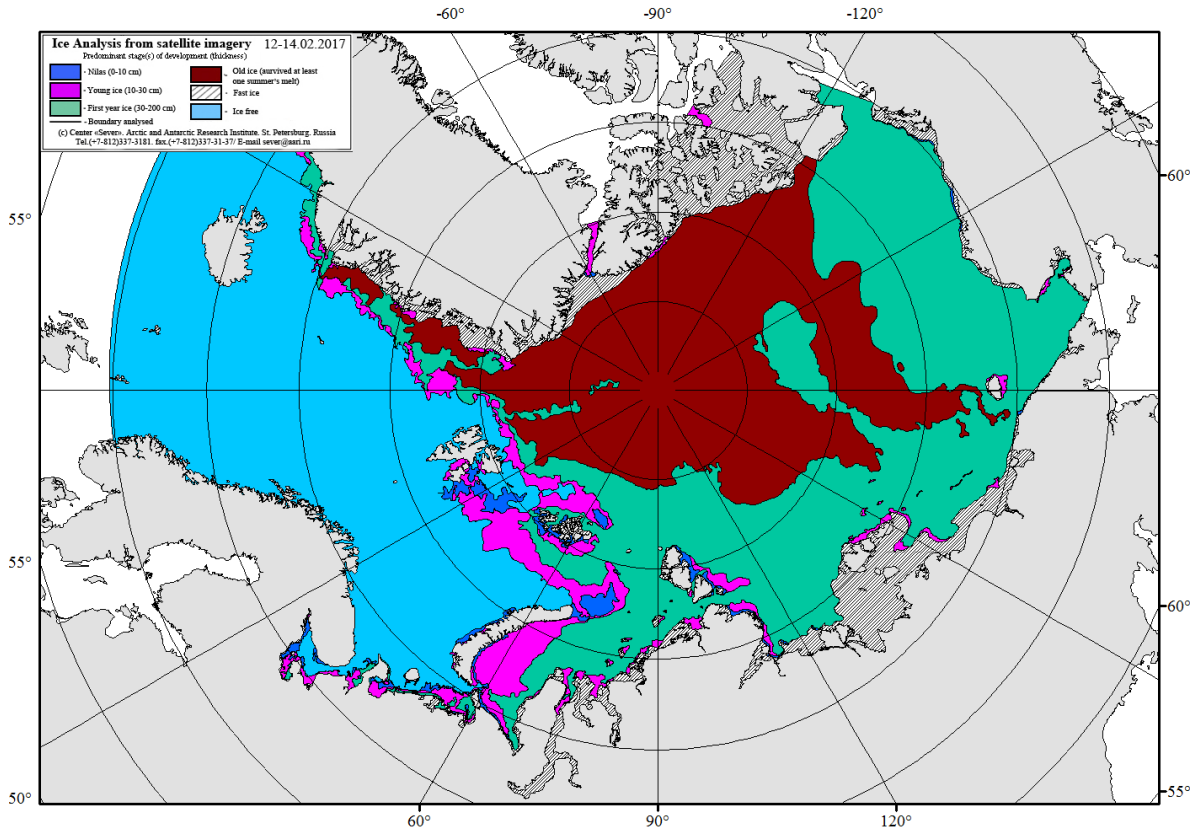 -60°
-90°
-120°
Ice Analysis from satellite imagery 12-14.02.2017
Predominant stage(s) of development (thickness)
- Nilas (0-10 cm)
- Young ice (10-30 cm)
- First year ice (30-200 cm)
- Boundary analysed
- Old ice (survived at least
one summer's melt)
- Fast ice
- Ice free
(c) Center «Sever». Arctic and Antarctic Research Institute. St. Petersburg. Russia
Tel.(+7-812)337-3181. fax.(+7-812)337-31-37/ E-mail sever@aari.ru
60°
55°
55°
60°
50°
55°
60°
90°
120°